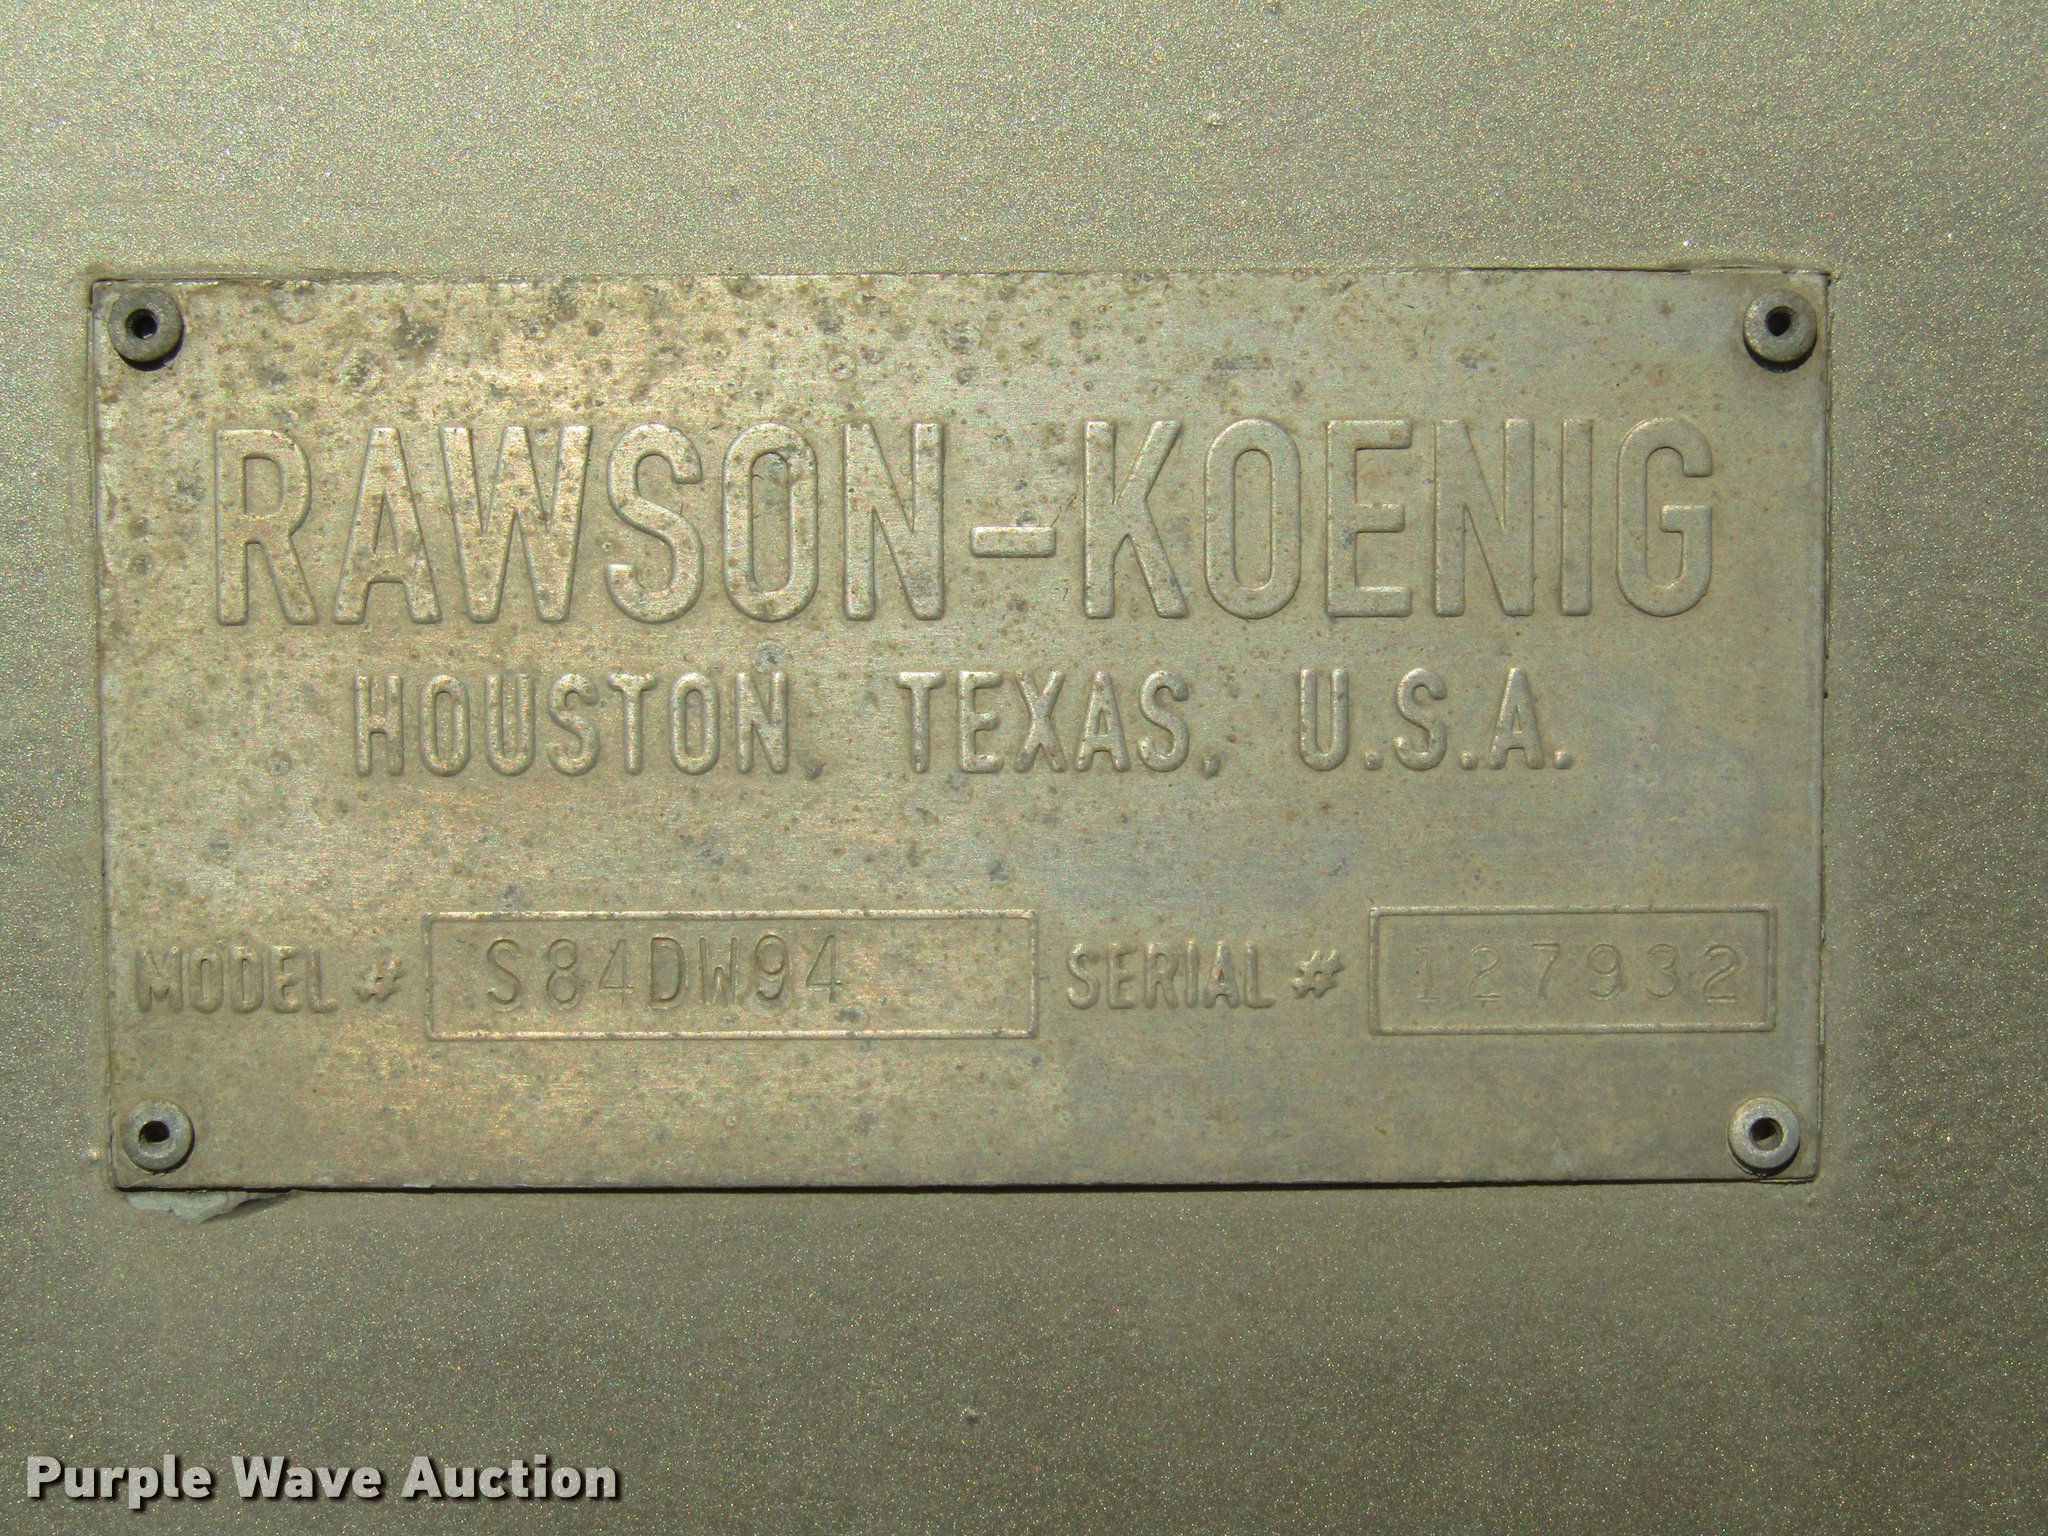 RAWSON-KOENIG
HOUSTON, TEXAS, U.S.A.
MODEL # S84DW94 SERIAL # 127932
Purple Wave Auction